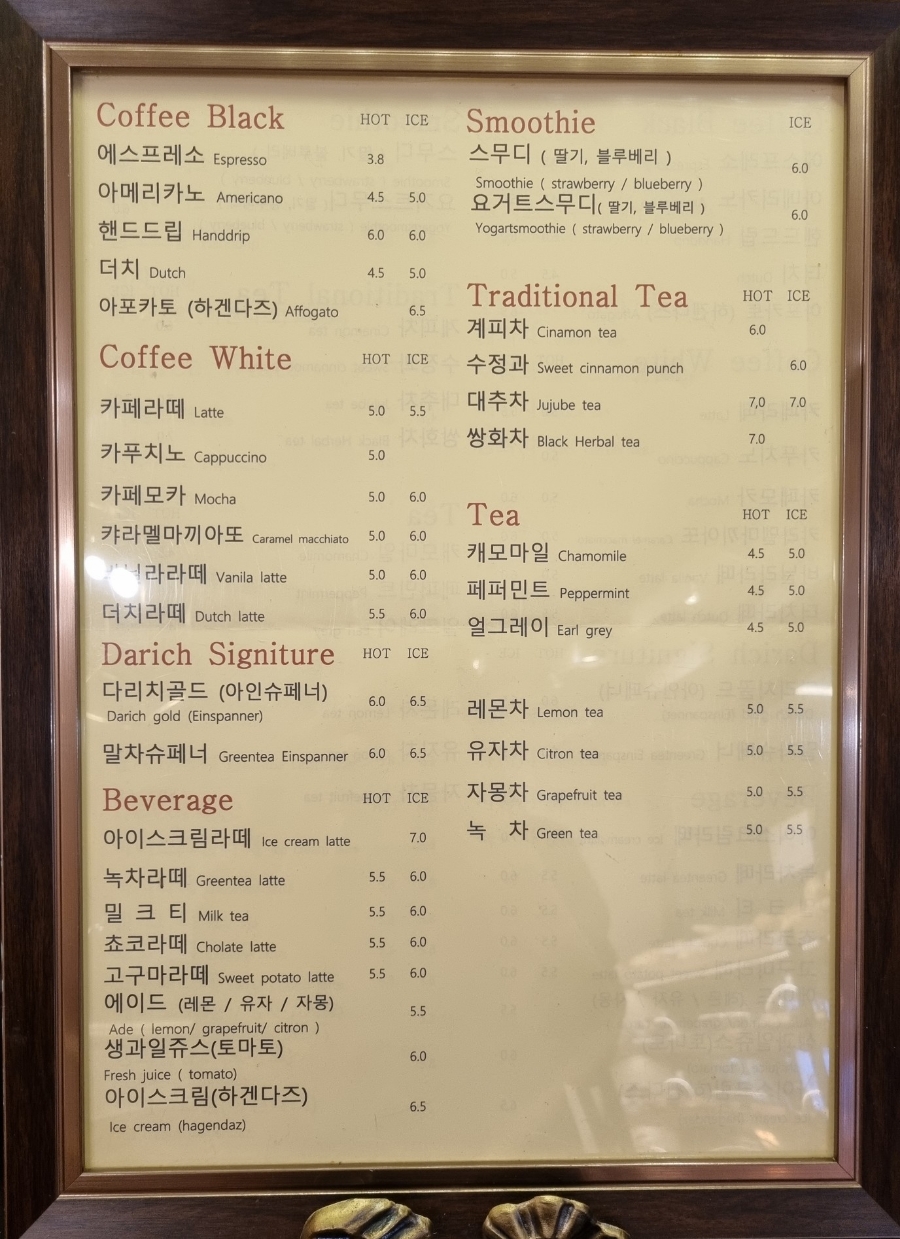 Coffee Black HOT ICE
에스프레소 Espresso 3.8
아메리카노 Americano 4.5 5.0
핸드드립 Handdrip 6.0 6.0
더치 Dutch 4.5 5.0
아포카토 (하겐다즈) Affogato 6.5
Coffee White HOT ICE
카페라떼 Latte 5.0 5.5
카푸치노 Cappuccino 5.0
카페모카 Mocha 5.0 6.0
캬라멜마끼아또 Caramel macchiato 5.0 6.0
라떼 Vanila latte 5.0 6.0
더치라떼 Dutch latte 5.5 6.0
Darich Signiture HOT ICE
다리치골드 (아인슈페너) 6.0 6.5
Darich gold (Einspanner)
말차슈페너 Greentea Einspanner 6.0 6.5
Beverage HOT ICE
아이스크림라떼 Ice cream latte 7.0
녹차라떼 Greentea latte 5.5 6.0
밀 크 티 Milk tea 5.5 6.0
쵸코라떼 Cholate latte 5.5 6.0
고구마라떼 Sweet potato latte 5.5 6.0
에이드 (레몬 / 유자 / 자몽) 5.5
Ade ( lemon/ grapefruit/ citron )
생과일쥬스(토마토) 6.0
Fresh juice ( tomato)
아이스크림(하겐다즈) 6.5
Ice cream (hagendaz)
Smoothie ICE
스무디 ( 딸기, 블루베리 ) 6.0
Smoothie ( strawberry / blueberry )
요거트스무디( 딸기, 블루베리 ) 6.0
Yogartsmoothie ( strawberry / blueberry )
Traditional Tea HOT ICE
계피차 Cinamon tea 6.0
수정과 Sweet cinnamon punch 6.0
대추차 Jujube tea 7,0 7.0
쌍화차 Black Herbal tea 7.0
Tea HOT ICE
캐모마일 Chamomile 4.5 5.0
페퍼민트 Peppermint 4.5 5.0
얼그레이 Earl grey 4.5 5.0
레몬차 Lemon tea 5.0 5.5
유자차 Citron tea 5.0 5.5
자몽차 Grapefruit tea 5.0 5.5
녹 차 Green tea 5.0 5.5